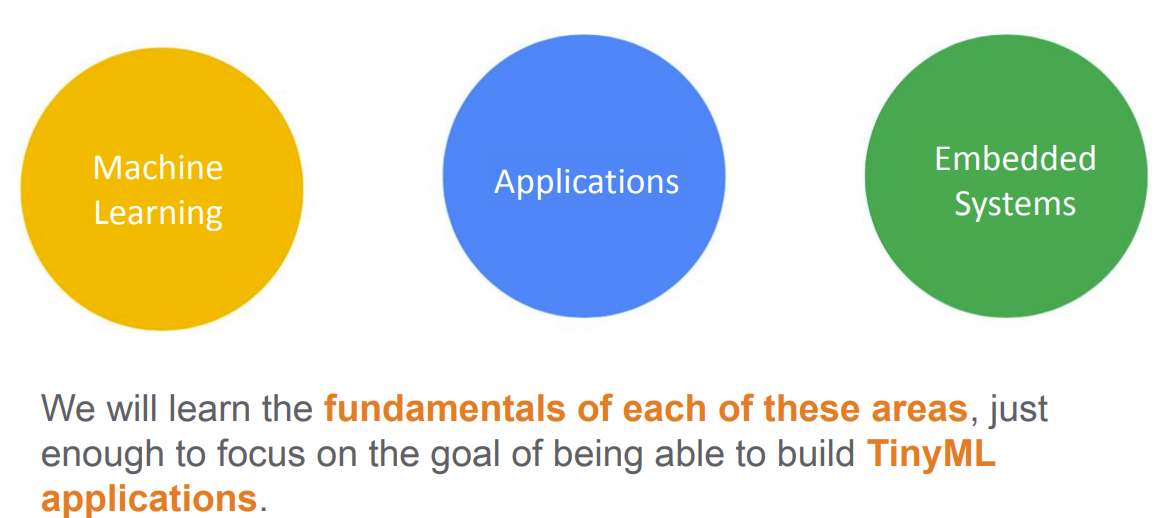 Machine
Learning
Applications
Embedded
Systems
We will learn the fundamentals of each of these areas, just
enough to focus on the goal of being able to build TinyML
applications.